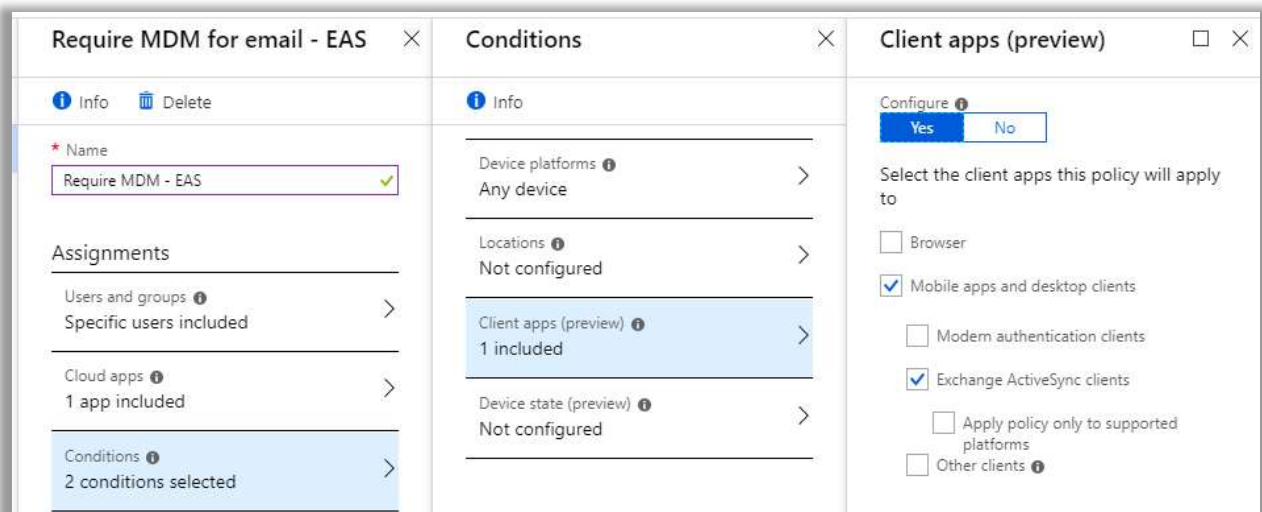 Require MDM for email - EAS
Info Delete
* Name
Require MDM - EAS
Assignments
Users and groups
Specific users included
Cloud apps
1 app included
Conditions
2 conditions selected
Conditions
Info
Device platforms
Any device
Locations
Not configured
Client apps (preview)
1 included
Device state (preview)
Not configured
Client apps (preview)
Configure
Yes No
Select the client apps this policy will apply
to
Browser
Mobile apps and desktop clients
Modern authentication clients
Exchange ActiveSync clients
Apply policy only to supported
platforms
Other clients